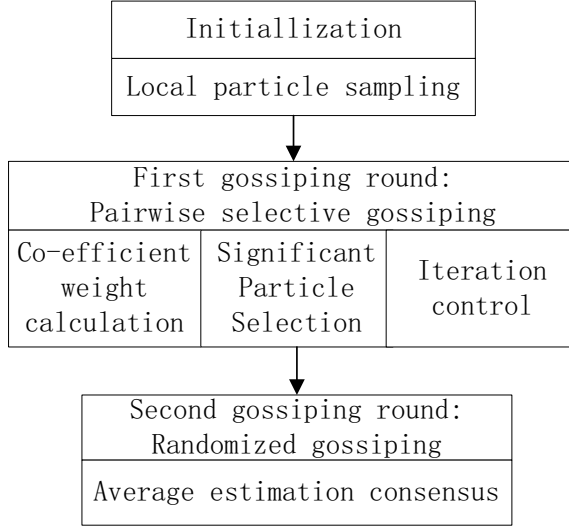 Initiallization
Local particle sampling
First gossiping round:
Pairwise selective gossiping
Co-efficient
weight
calculation
Significant
Particle
Selection
Iteration
control
Second gossiping round:
Randomized gossiping
Average estimation consensus